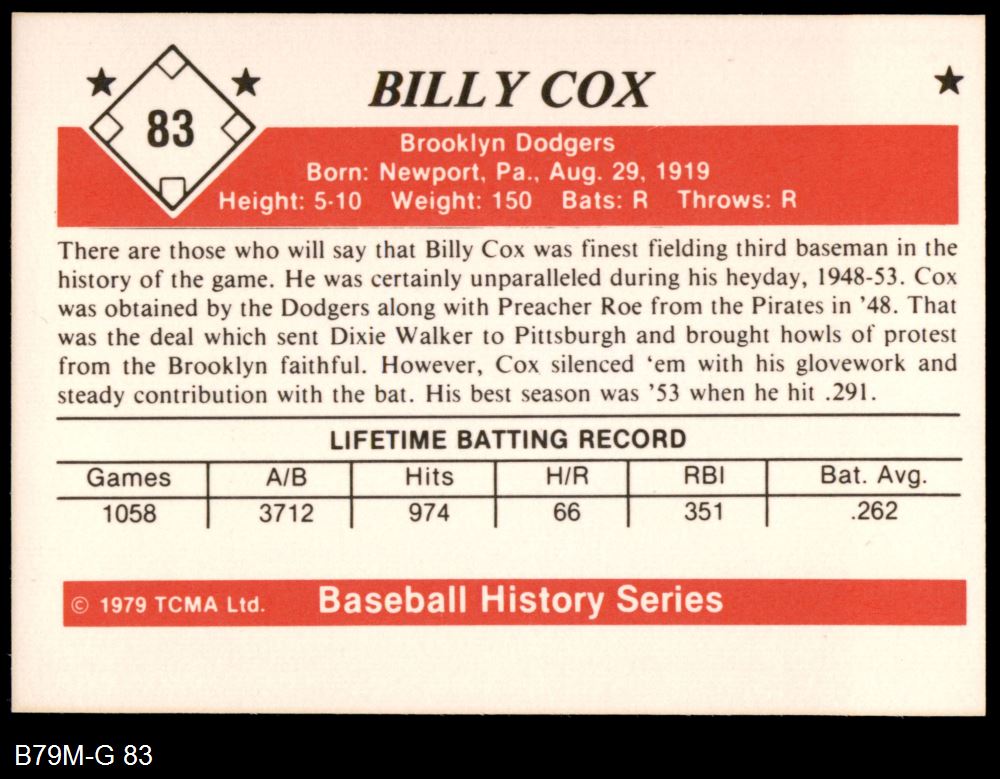 BILLY COX
83
Brooklyn Dodgers
Born: Newport, Pa., Aug. 29, 1919
Height: 5-10 Weight: 150 Bats: R Throws: R
There are those who will say that Billy Cox was finest fielding third baseman in the
history of the game. He was certainly unparalleled during his heyday, 1948-53. Cox
was obtained by the Dodgers along with Preacher Roe from the Pirates in ’48. That
was the deal which sent Dixie Walker to Pittsburgh and brought howls of protest
from the Brooklyn faithful. However, Cox silenced ‘em with his glovework and
steady contribution with the bat. His best season was ’53 when he hit .291.
LIFETIME BATTING RECORD
Games A/B Hits H/R RBI Bat. Avg.
1058 3712 974 66 351 .262
© 1979 TCMA Ltd. Baseball History Series
B79M-G 83